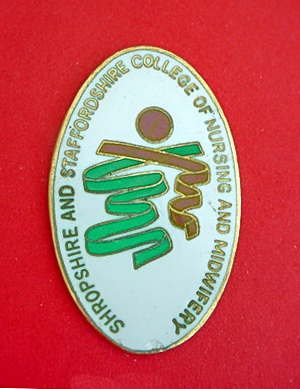 SHROPSHIRE AND STAFFORDSHIRE COLLEGE OF NURSING AND MIDWIFERY